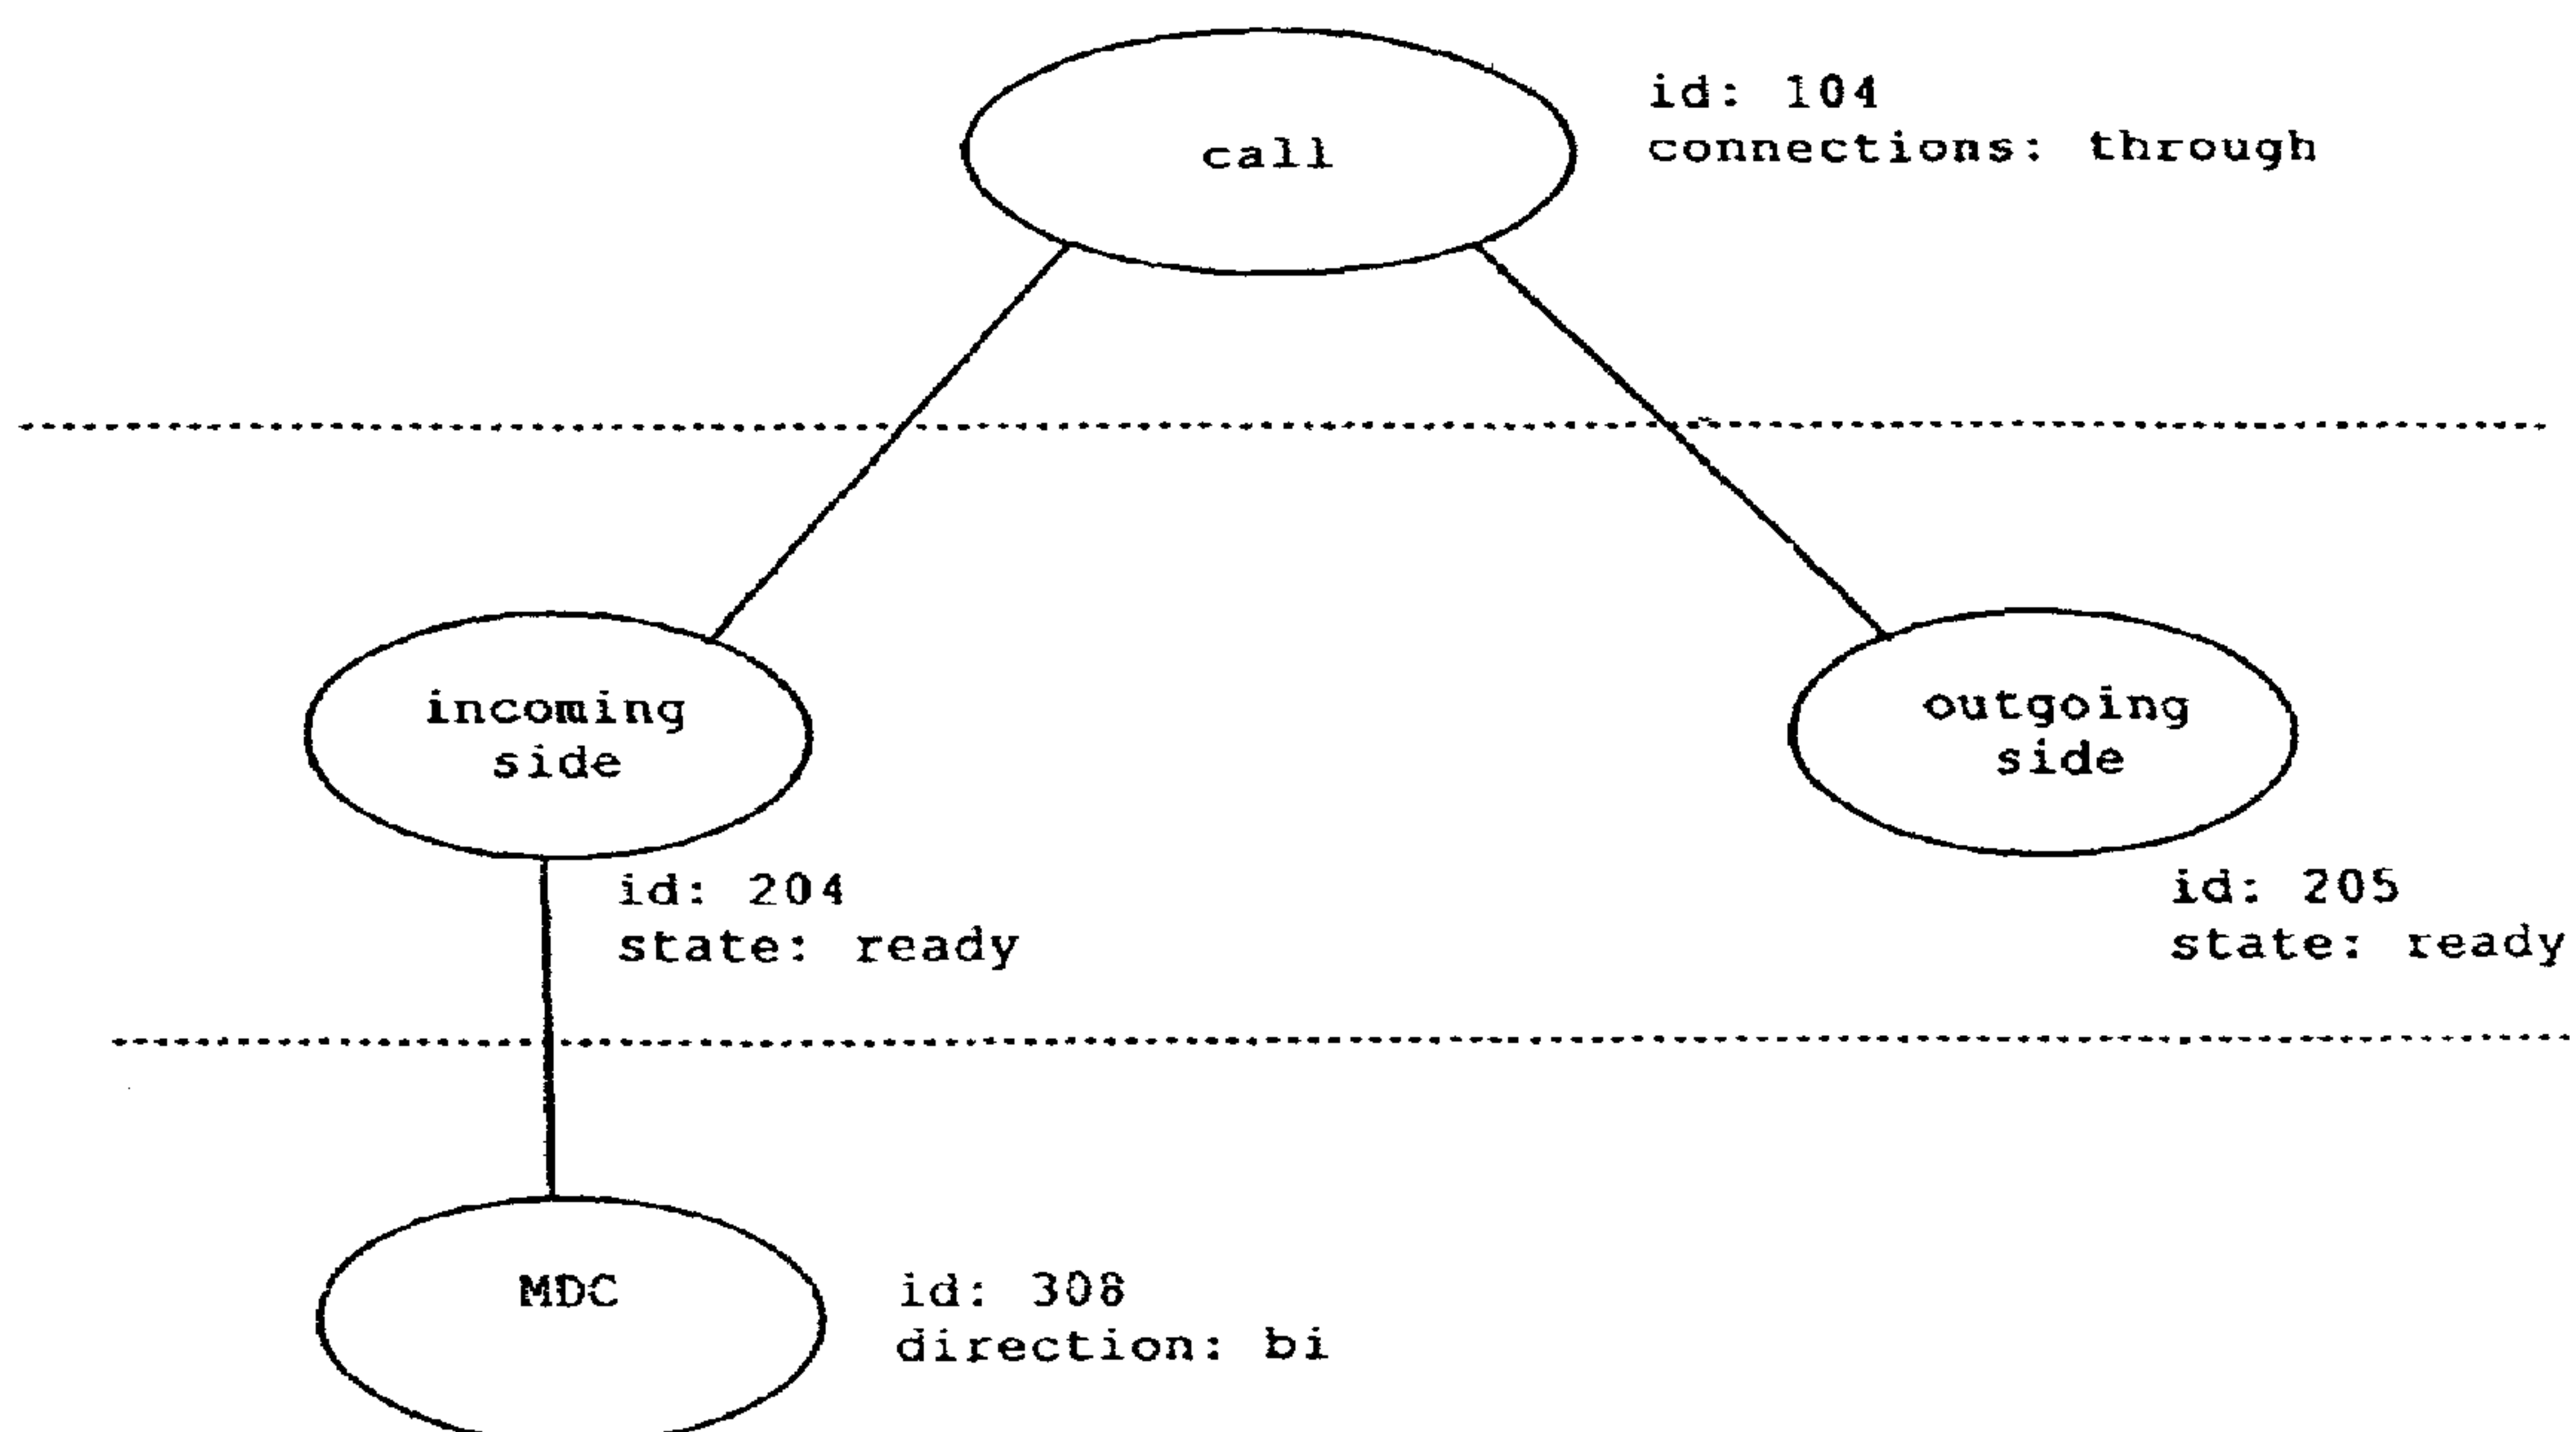 call
id: 104
connections: through
incoming
side
outgoing
side
id: 204
state: ready
id: 205
state: ready
MDC
id: 308
direction: bi